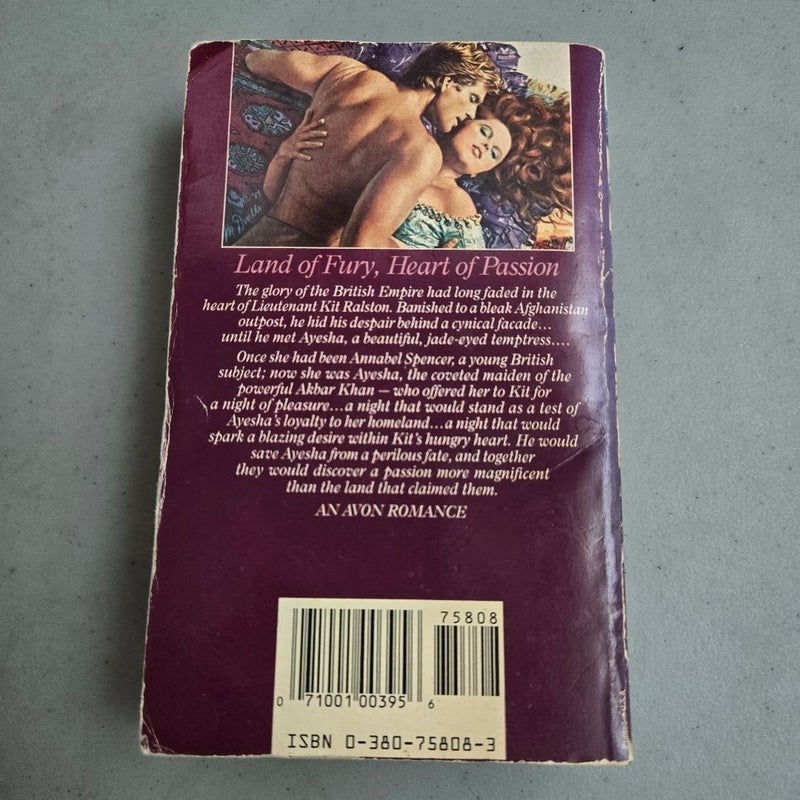 Land of Fury, Heart of Passion
The glory of the British Empire had long faded in the
heart of Lieutenant Kit Ralston. Banished to a bleak Afghanistan
outpost, he hid his despair behind a cynical facade...
until he met Ayesha, a beautiful, jade-eyed temptress....
Once she had been Annabel Spencer, a young British
subject; now she was Ayesha, the coveted maiden of the
powerful Akbar Khan — who offered her to Kit for
a night of pleasure...a night that would stand as a test of
Ayesha's loyalty to her homeland...a night that would
spark a blazing desire within Kit's hungry heart. He would
save Ayesha from a perilous fate, and together
they would discover a passion more magnificent
than the land that claimed them.
AN AVON ROMANCE
75808
0 71001 00395 6
ISBN 0-380-75808-3